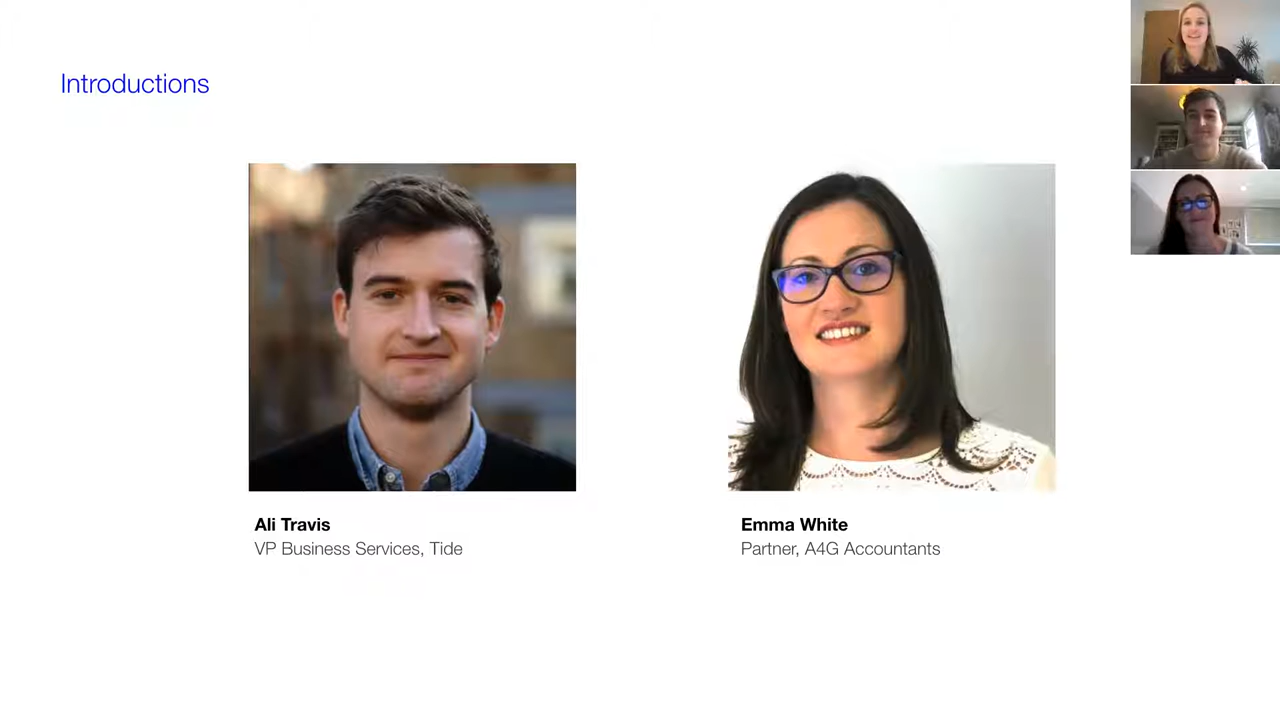 Introductions
Ali Travis
VP Business Services, Tide
Emma White
Partner, A4G Accountants